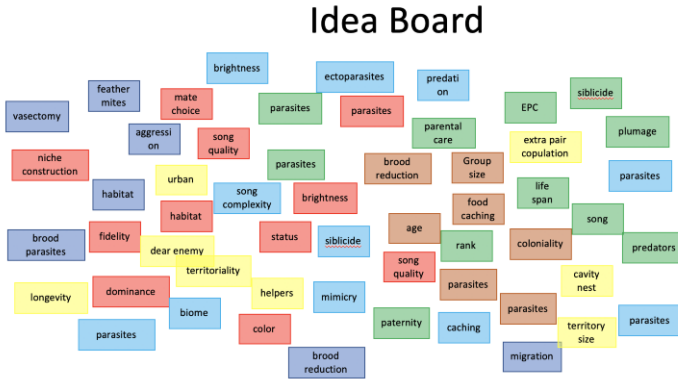 Idea Board
brightness
ectoparasites
predati
on
siblicide
feather
mites
mate
choice
parasites
parasites
EPC
vasectomy
aggressi
on
song
quality
parental
care
extra pair
copulation
plumage
niche
construction
urban
parasites
brood
reduction
Group
size
parasites
habitat
song
complexity
brightness
life
span
food
caching
habitat
song
brood
parasites
fidelity
dear enemy
status
siblicide
age
rank
coloniality
predators
territoriality
song
quality
longevity
dominance
helpers
mimicry
parasites
cavity
nest
biome
parasites
parasites
color
paternity
caching
territory
size
parasites
brood
reduction
migration